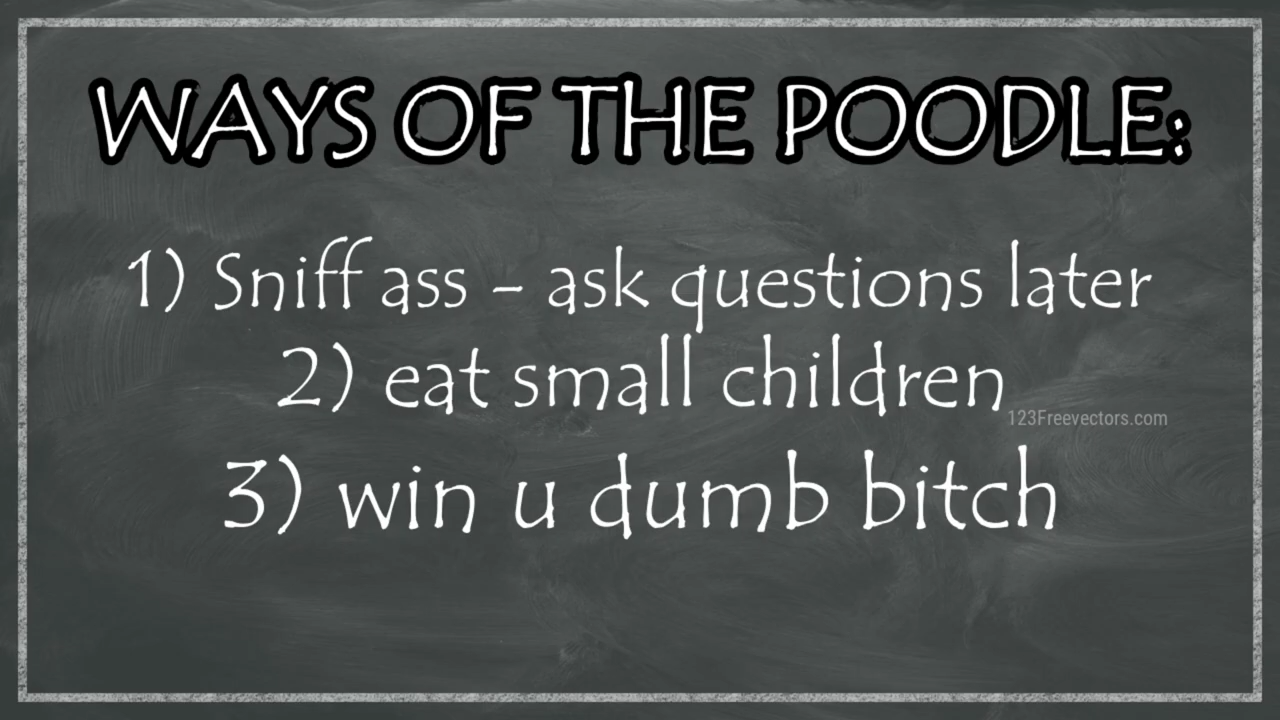 WAYS OF THE POODLE:
1) Sniff ass - ask questions later
2) eat small children
123Freevectors.com
3) win u dumb bitch